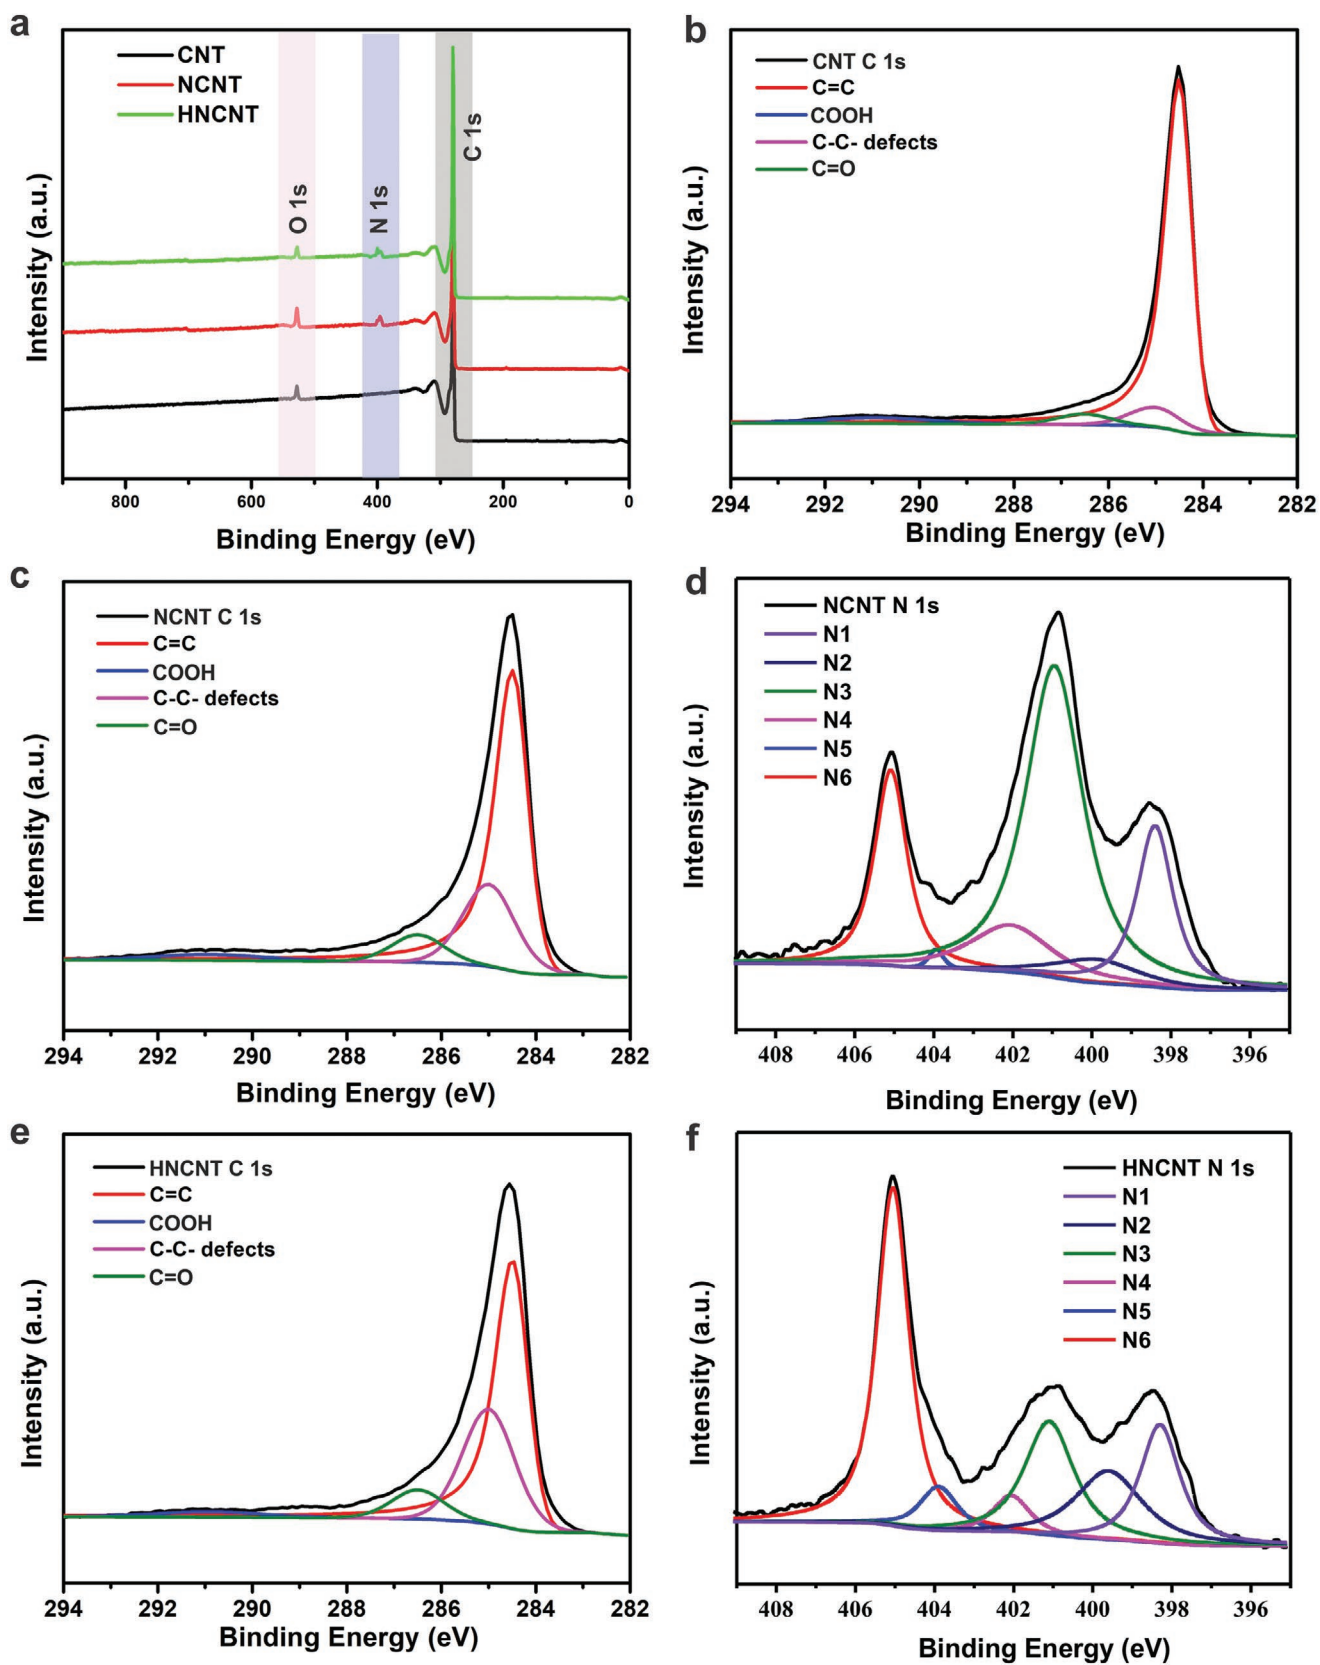 a
CNT
NCNT
HNCNT
O 1s
N 1s
C 1s
Intensity (a.u.)
800 600 400 200 0
Binding Energy (eV)
b
CNT C 1s
C=C
COOH
C-C- defects
C=O
Intensity (a.u.)
294 292 290 288 286 284 282
Binding Energy (eV)
c
NCNT C 1s
C=C
COOH
C-C- defects
C=O
Intensity (a.u.)
294 292 290 288 286 284 282
Binding Energy (eV)
d
NCNT N 1s
N1
N2
N3
N4
N5
N6
Intensity (a.u.)
408 406 404 402 400 398 396
Binding Energy (eV)
e
HNCNT C 1s
C=C
COOH
C-C- defects
C=O
Intensity (a.u.)
294 292 290 288 286 284 282
Binding Energy (eV)
f
HNCNT N 1s
N1
N2
N3
N4
N5
N6
Intensity (a.u.)
408 406 404 402 400 398 396
Binding Energy (eV)